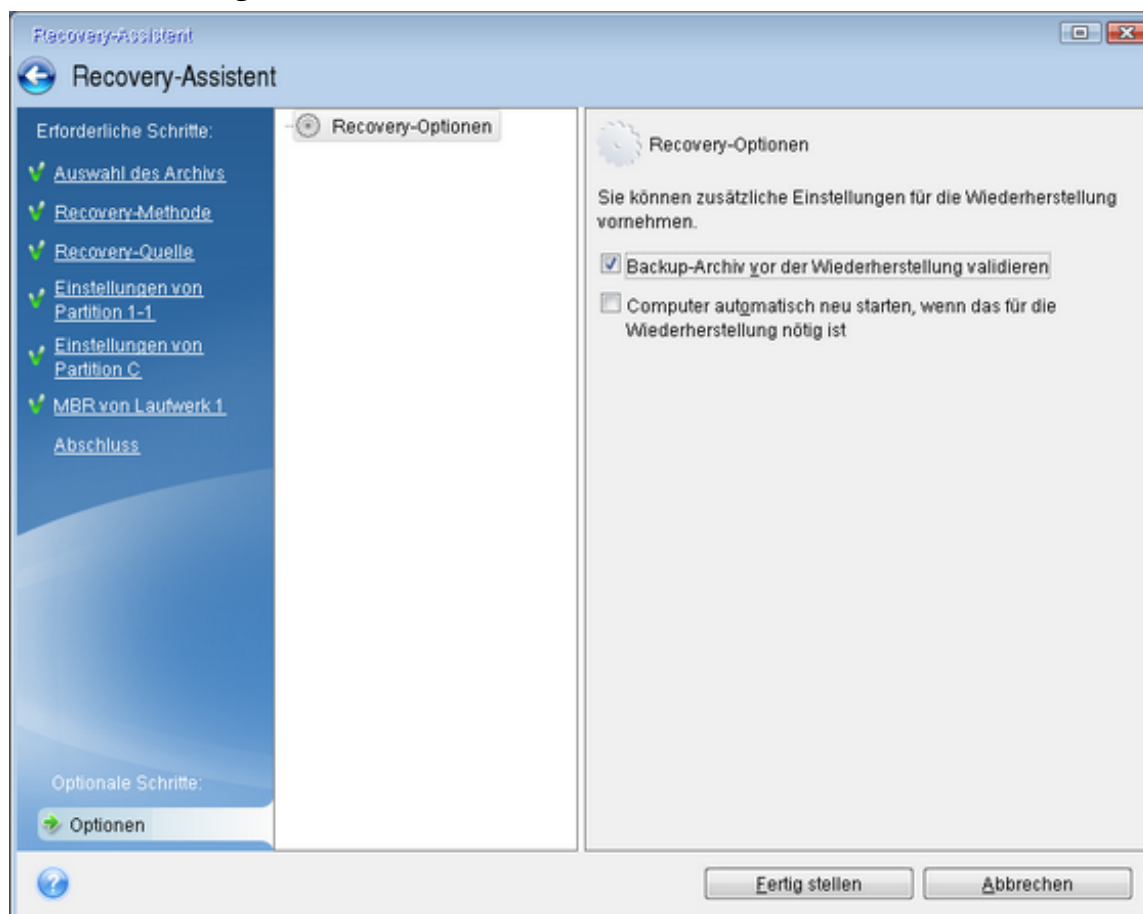 Recovery-Assistent
Recovery-Assistent
Erforderliche Schritte:
Auswahl des Archivs
Recovery-Methode
Recovery-Quelle
Einstellungen von
Partition 1-1
Einstellungen von
Partition C
MBR von Laufwerk 1
Abschluss
Optionale Schritte:
Optionen
Recovery-Optionen
Recovery-Optionen
Sie können zusätzliche Einstellungen für die Wiederherstellung
vornehmen.
Backup-Archiv vor der Wiederherstellung validieren
Computer automatisch neu starten, wenn das für die
Wiederherstellung nötig ist
Fertig stellen
Abbrechen